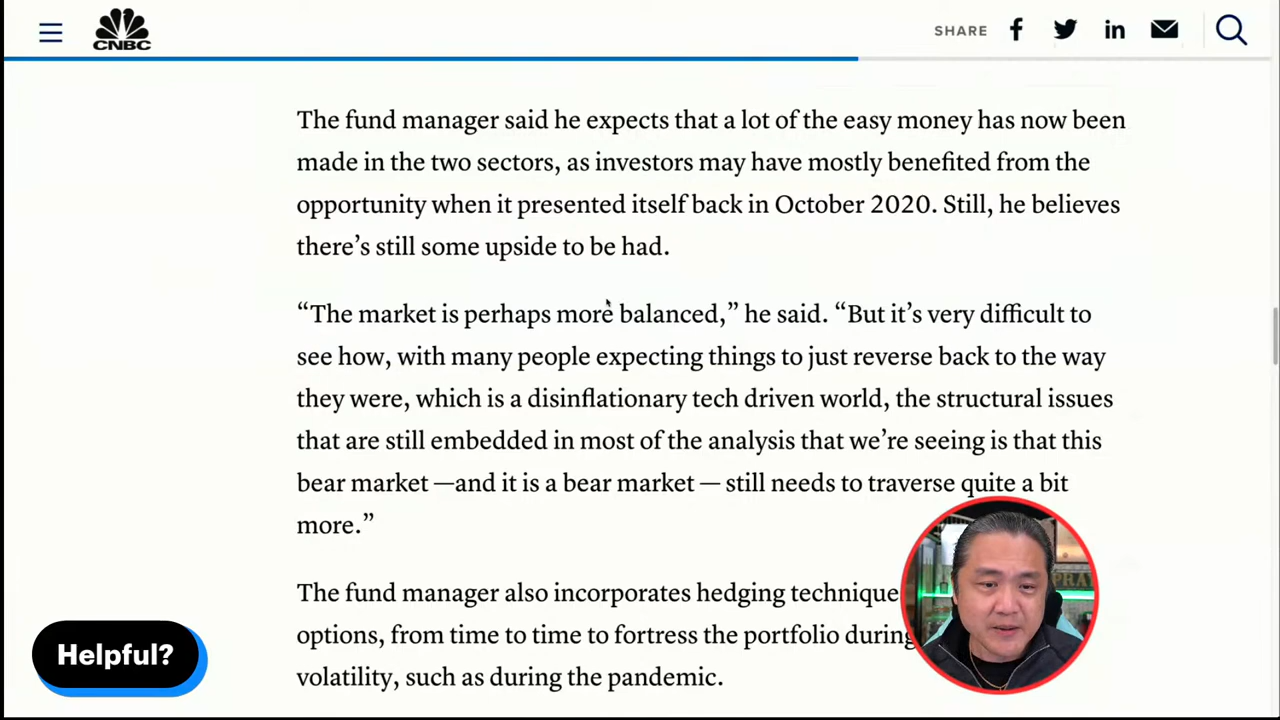 CNBC
SHARE
The fund manager said he expects that a lot of the easy money has now been
made in the two sectors, as investors may have mostly benefited from the
opportunity when it presented itself back in October 2020. Still, he believes
there’s still some upside to be had.
“The market is perhaps more balanced,” he said. “But it’s very difficult to
see how, with many people expecting things to just reverse back to the way
they were, which is a disinflationary tech driven world, the structural issues
that are still embedded in most of the analysis that we’re seeing is that this
bear market —and it is a bear market — still needs to traverse quite a bit
more.”
The fund manager also incorporates hedging technique
options, from time to time to fortress the portfolio during
volatility, such as during the pandemic.
Helpful?